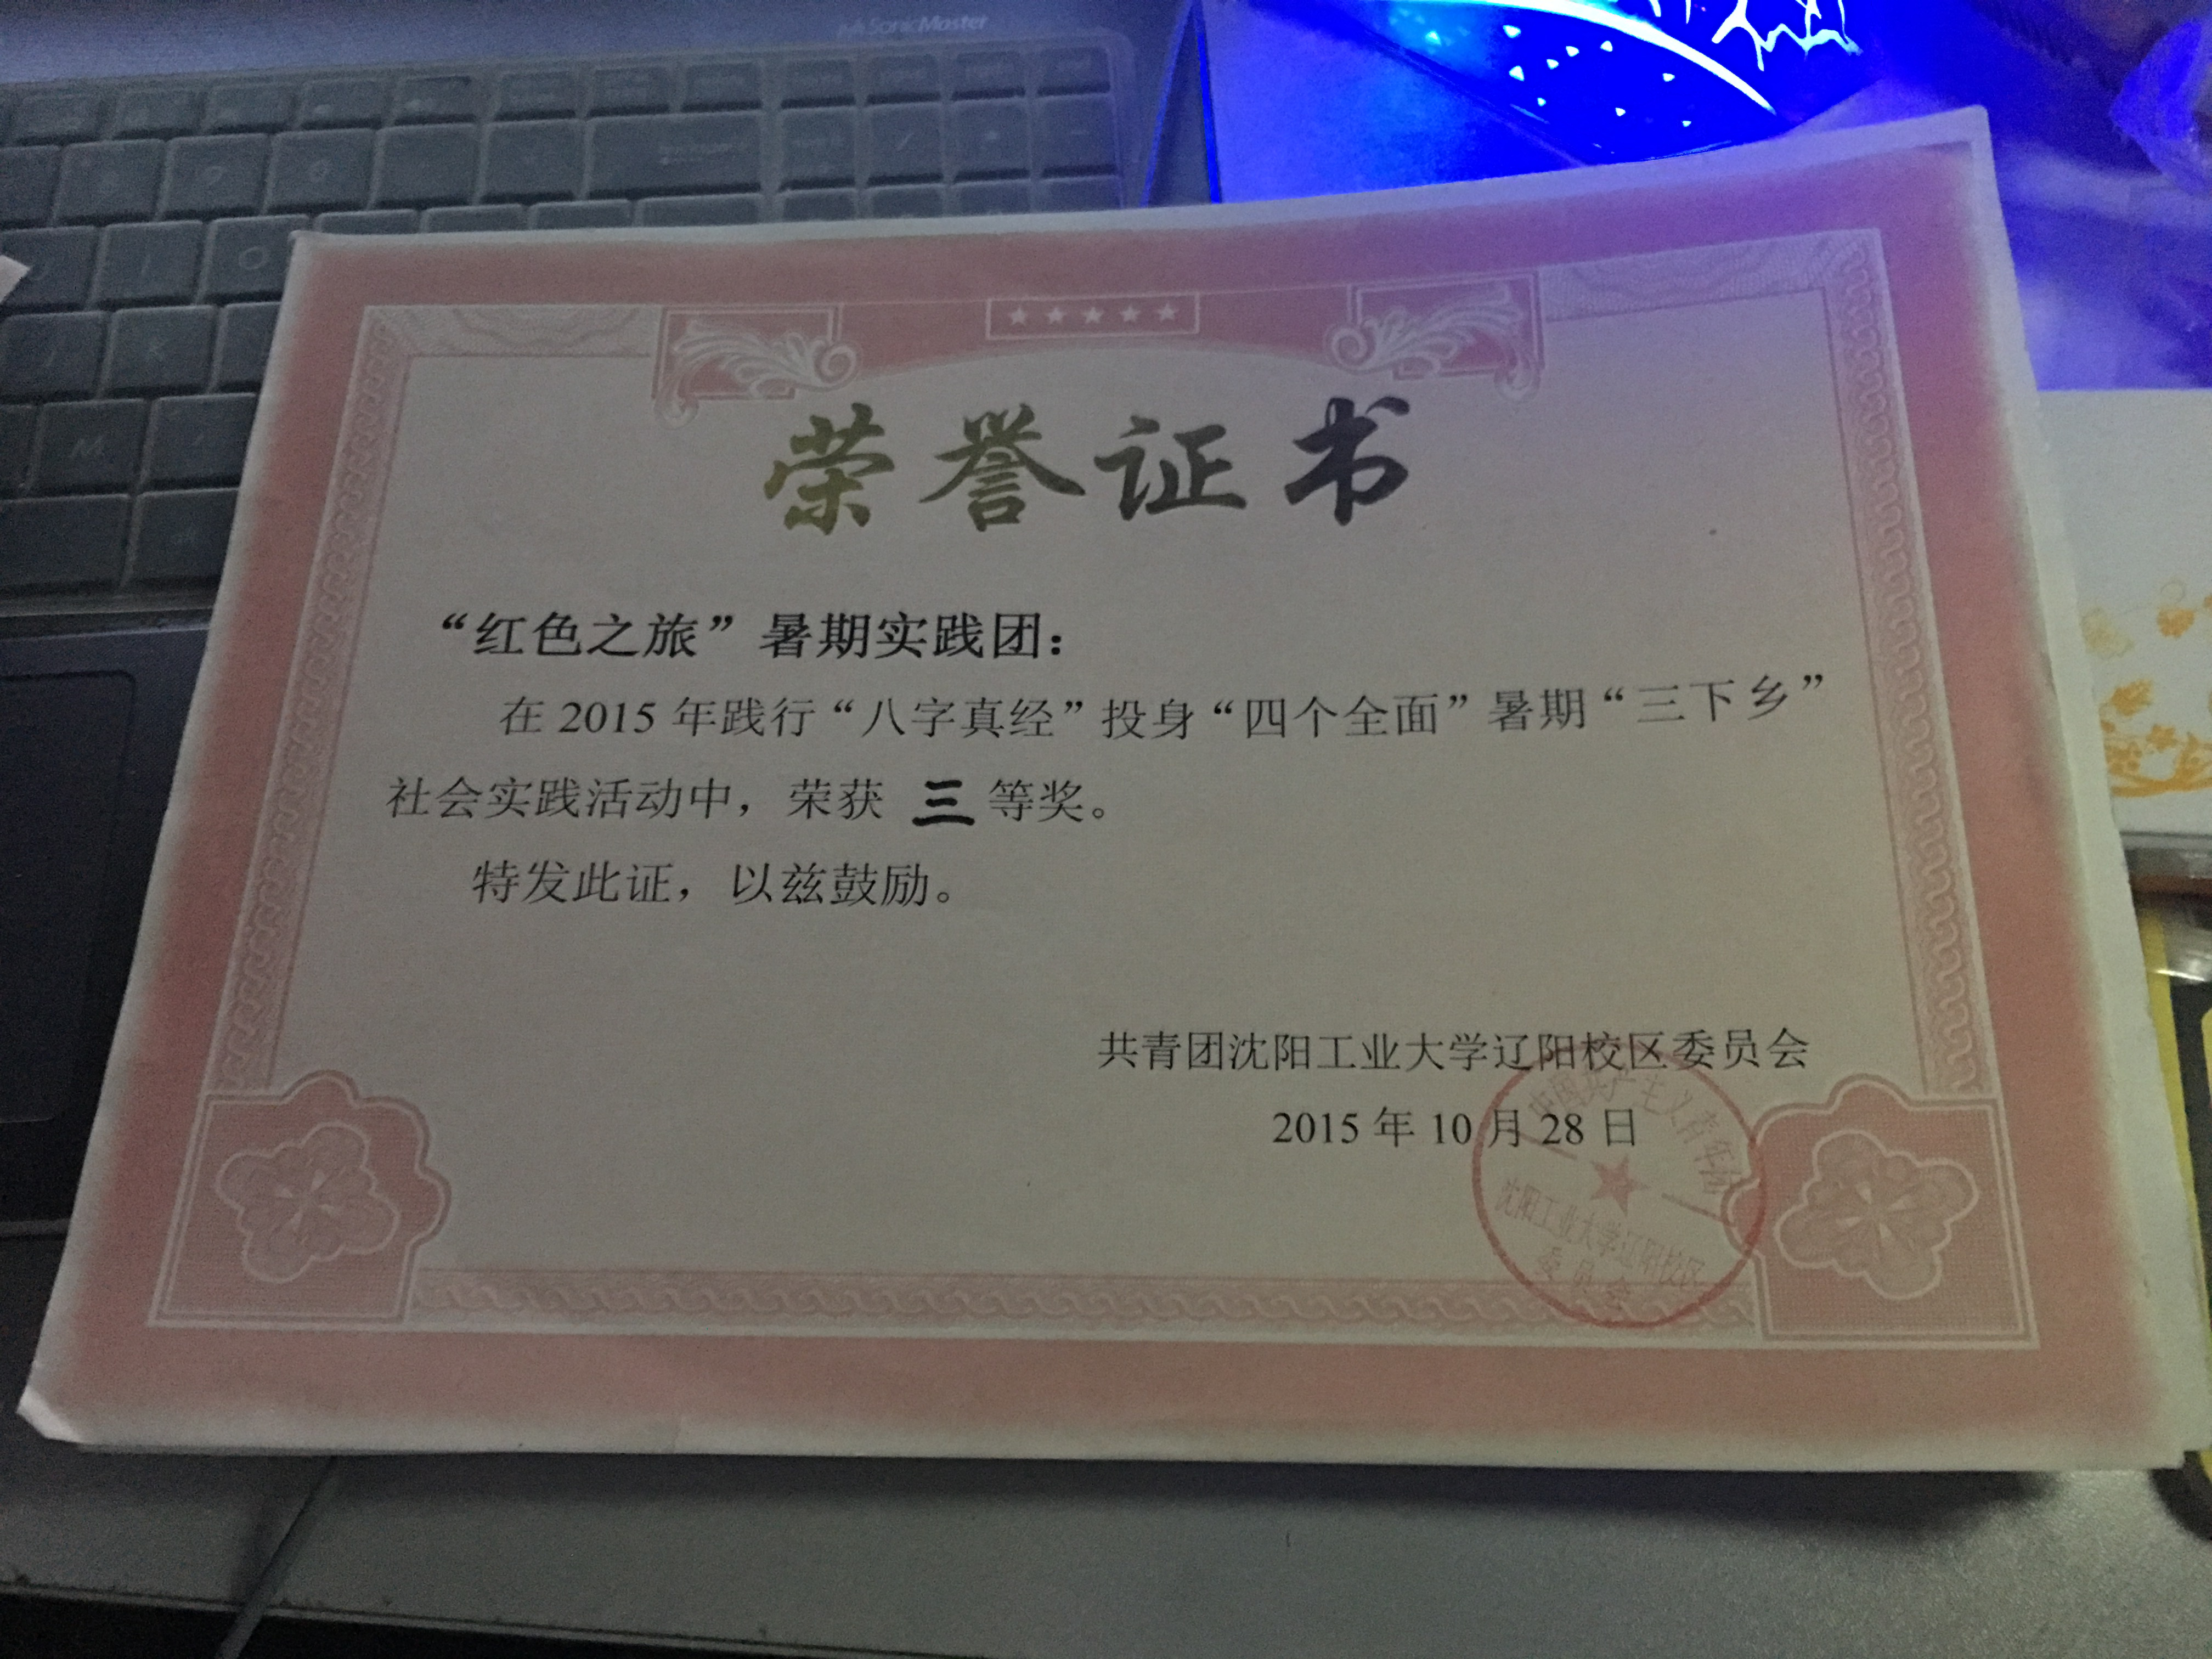 SonicMaster
荣誉证书
“红色之旅”暑期实践团：
在 2015 年践行“八字真经”投身“四个全面”暑期“三下乡”
社会实践活动中，荣获 三 等奖。
特发此证，以兹鼓励。
共青团沈阳工业大学辽阳校区委员会
2015 年 10 月 28 日
中国共产主义青年团
沈阳工业大学辽阳校区
委员会